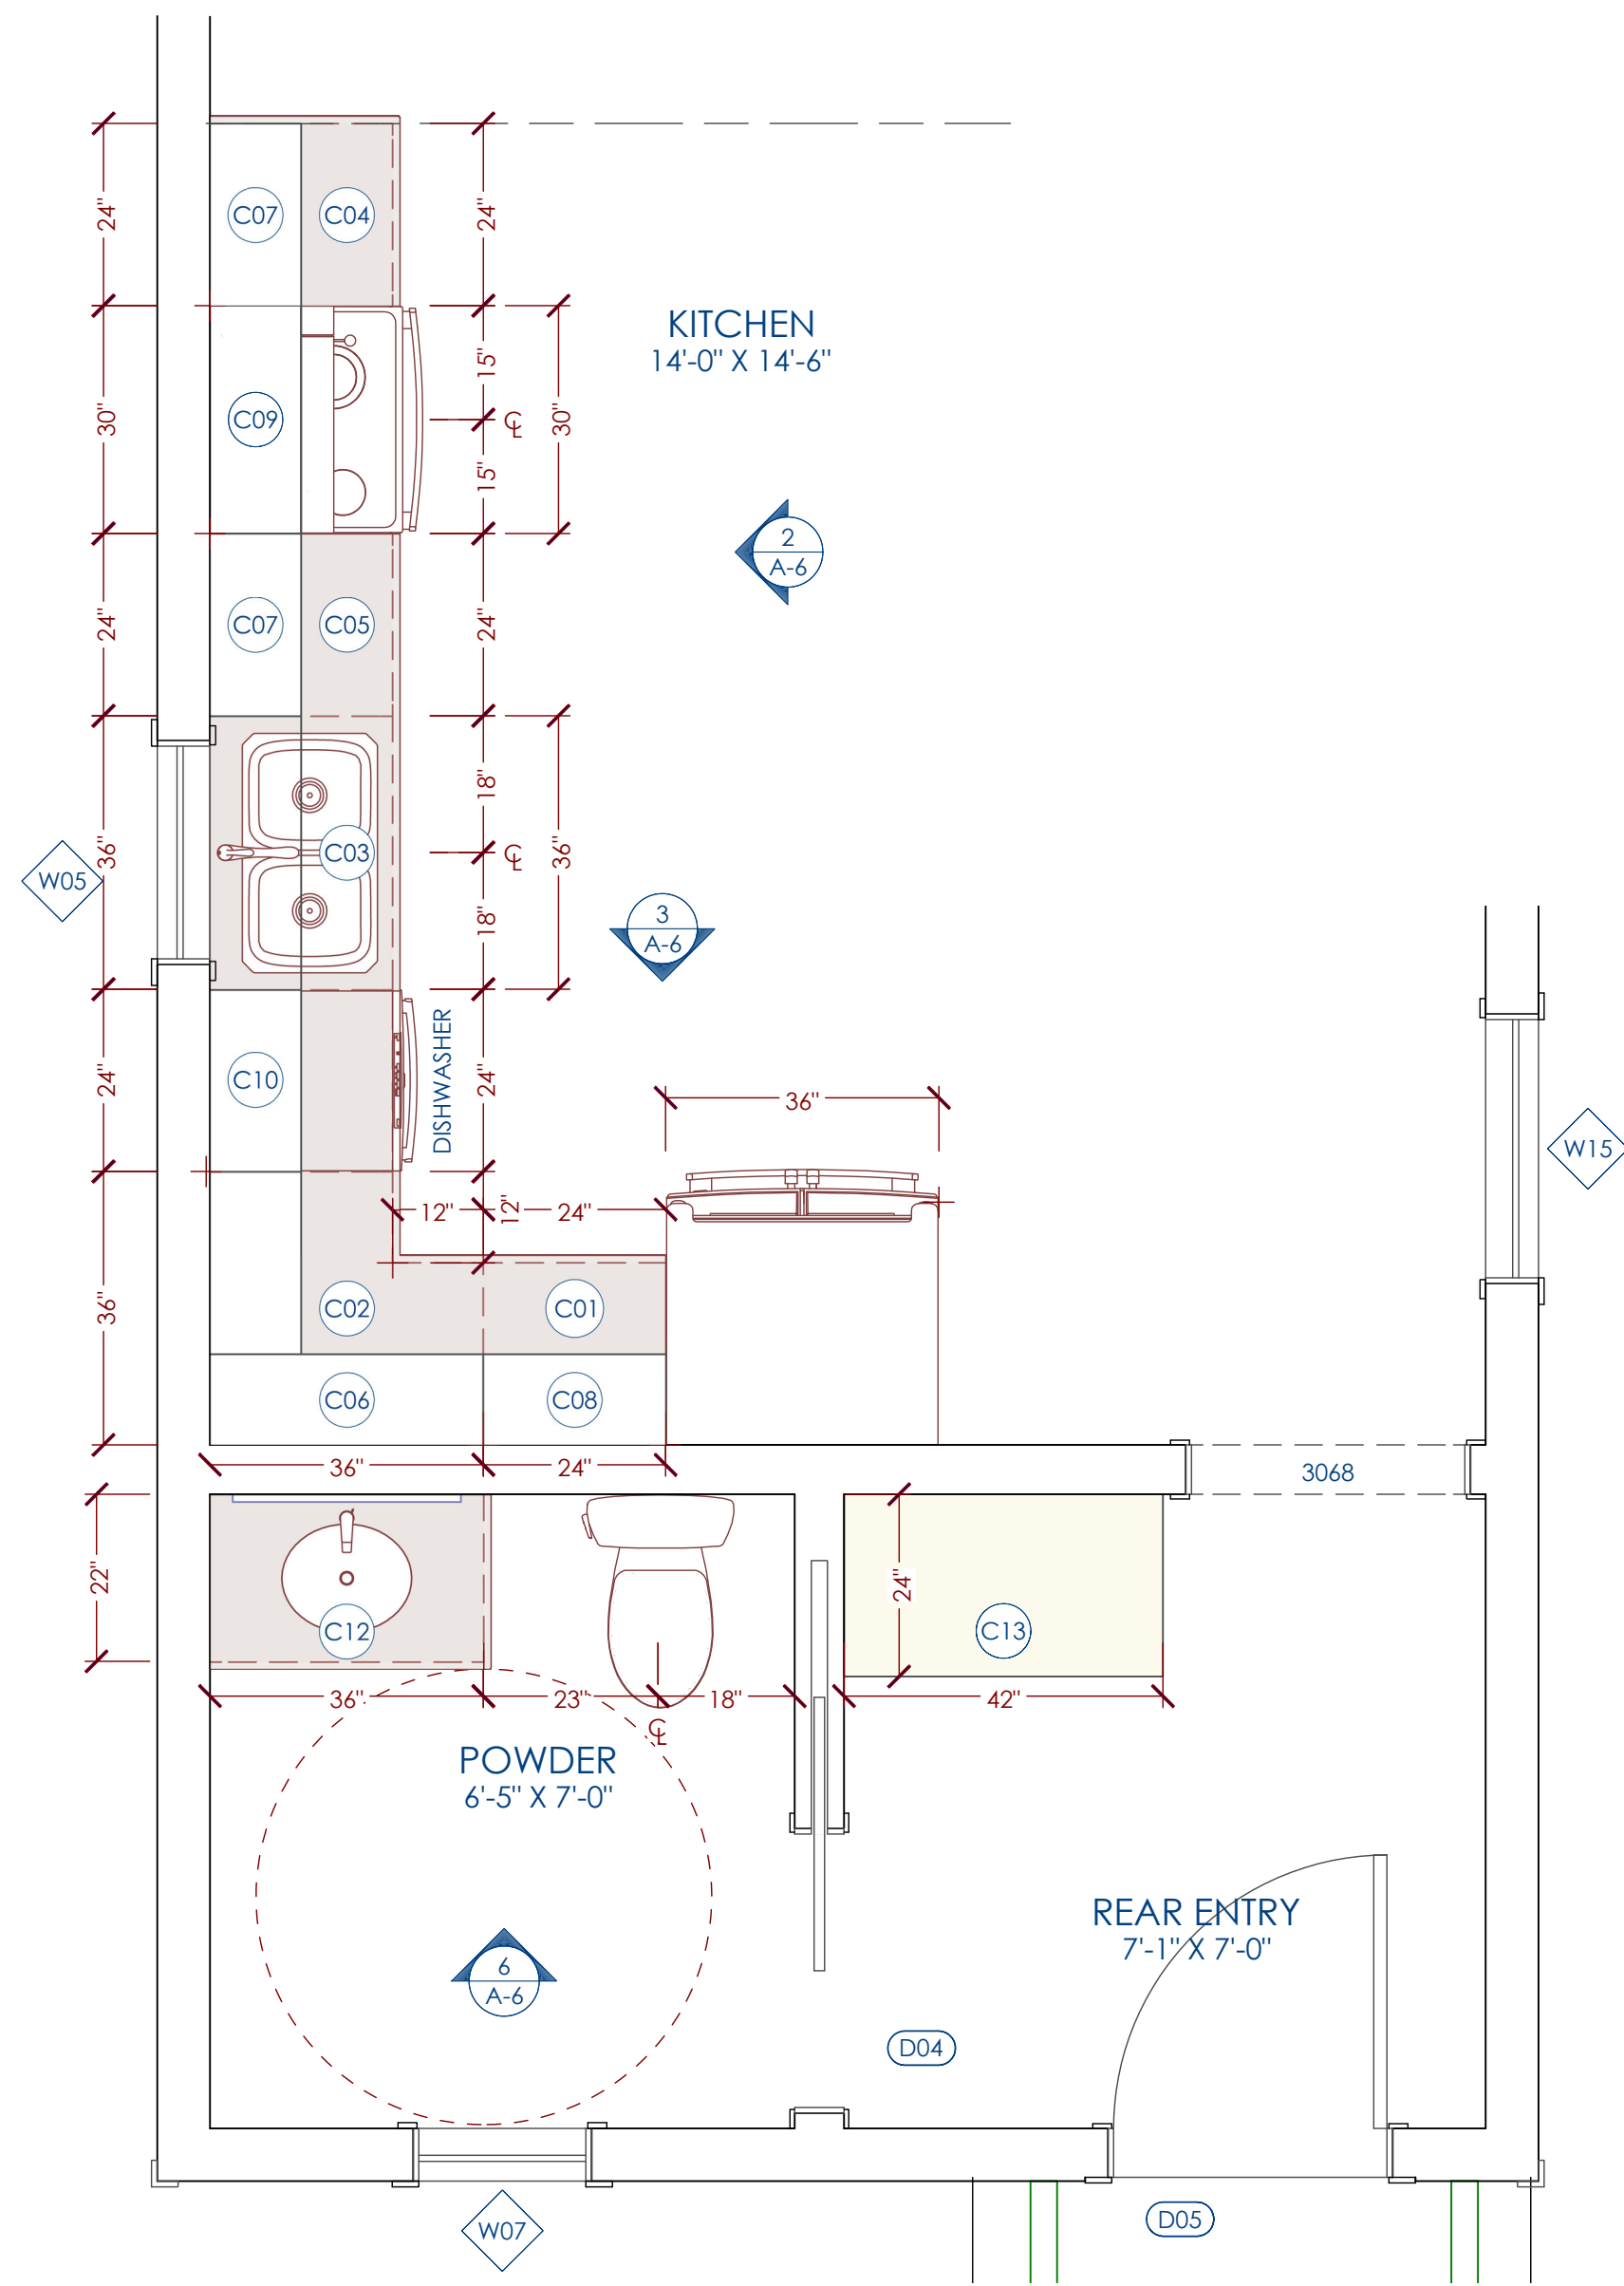 24"
C07
C04
24"
KITCHEN
14'-0" X 14'-6"
15"
30"
C09
℄
30"
15"
2
A-6
24"
C07
C05
24"
18"
36"
C03
℄
36"
W05
18"
3
A-6
24"
C10
DISHWASHER
24"
36"
W15
12"
12"
24"
36"
C02
C01
C06
C08
36"
24"
3068
22"
C12
24"
C13
36"
23"
18"
42"
℄
POWDER
6'-5" X 7'-0"
REAR ENTRY
7'-1" X 7'-0"
6
A-6
D04
D05
W07